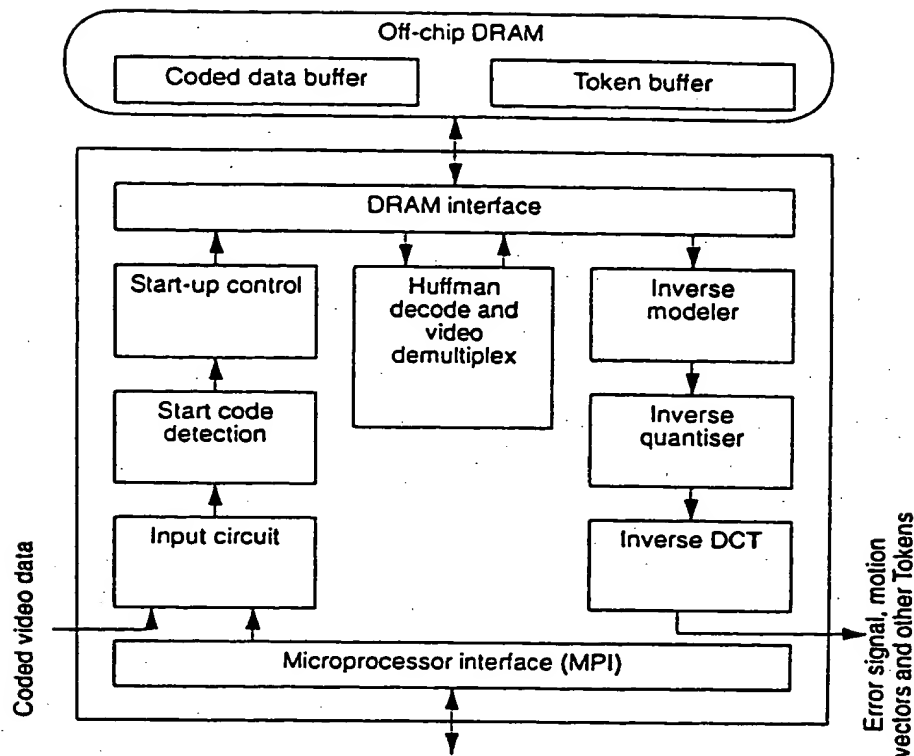 Off-chip DRAM
Coded data buffer
Token buffer
DRAM interface
Start-up control
Huffman
decode and
video
demultiplex
Inverse
modeler
Start code
detection
Inverse
quantiser
Input circuit
Inverse DCT
Coded video data
Error signal, motion
vectors and other Tokens
Microprocessor interface (MPI)